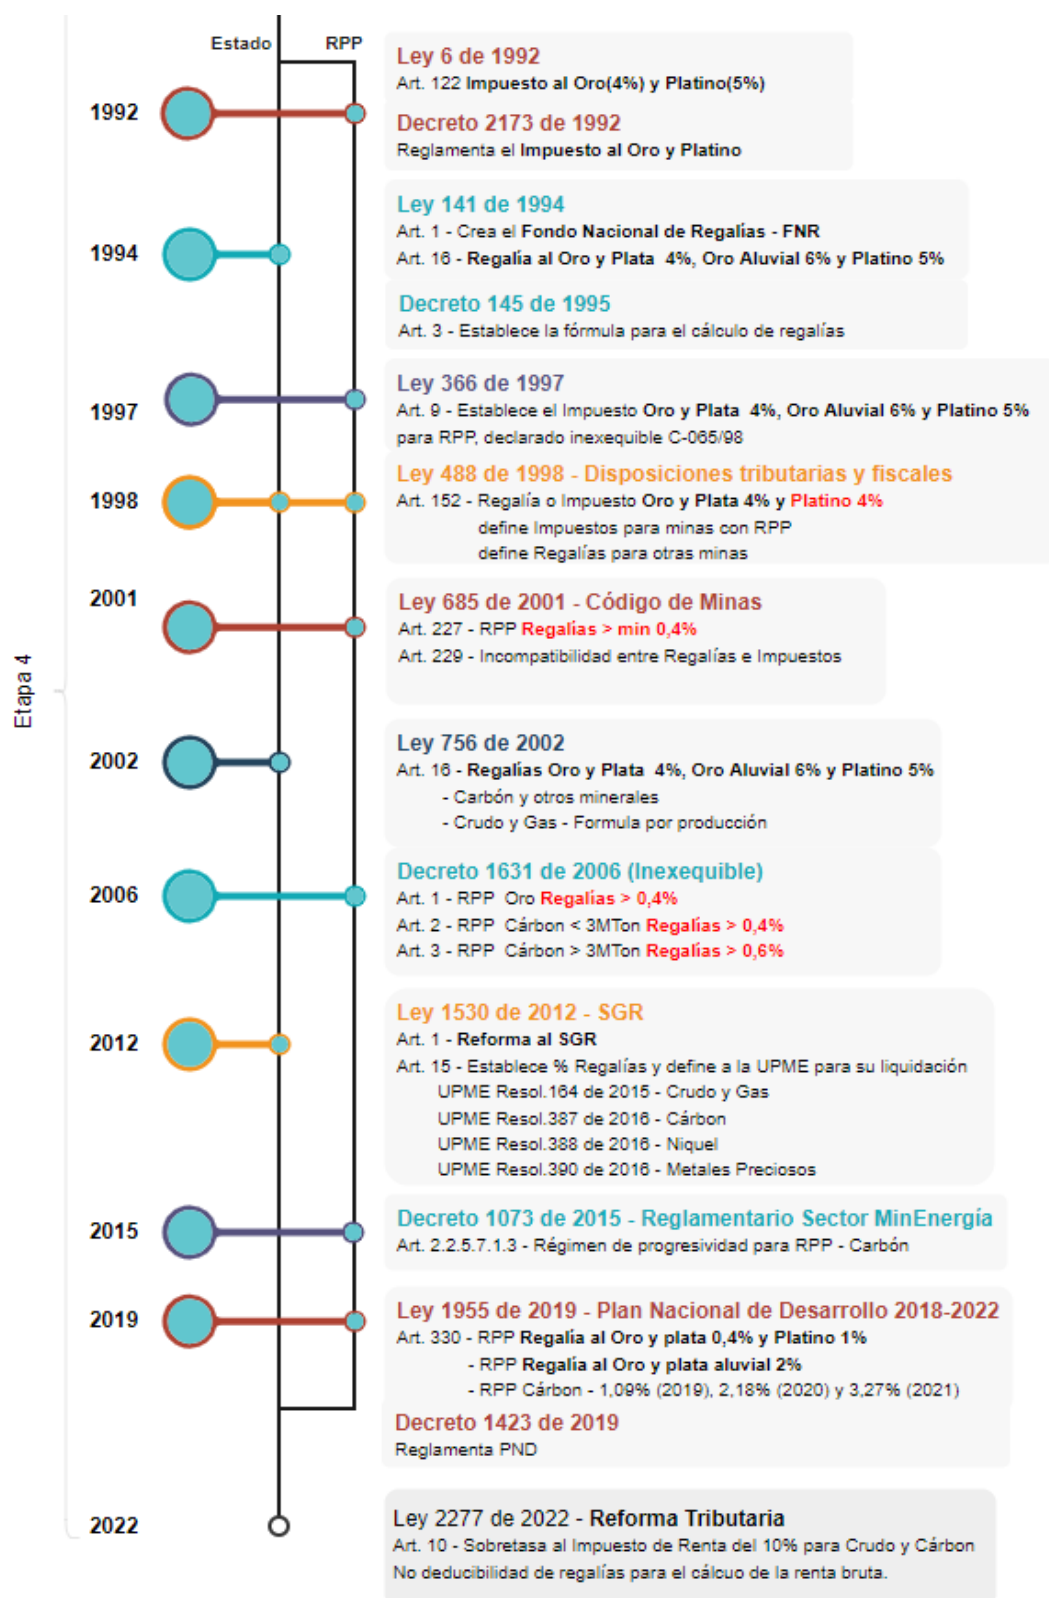 Estado RPP
Ley 6 de 1992
Art. 122 Impuesto al Oro(4%) y Platino(5%)
1992
Decreto 2173 de 1992
Reglamenta el Impuesto al Oro y Platino
Ley 141 de 1994
Art. 1 - Crea el Fondo Nacional de Regalías - FNR
1994
Art. 16 - Regalía al Oro y Plata 4%, Oro Aluvial 6% y Platino 5%
Decreto 145 de 1995
Art. 3 - Establece la fórmula para el cálculo de regalías
Ley 366 de 1997
1997
Art. 9 - Establece el Impuesto Oro y Plata 4%, Oro Aluvial 6% y Platino 5%
para RPP, declarado inexequible C-065/98
Ley 488 de 1998 - Disposiciones tributarias y fiscales
1998
Art. 152 - Regalía o Impuesto Oro y Plata 4% y Platino 4%
define Impuestos para minas con RPP
define Regalías para otras minas
2001
Ley 685 de 2001 - Código de Minas
Art. 227 - RPP Regalías > min 0,4%
Art. 229 - Incompatibilidad entre Regalías e Impuestos
Etapa 4
Ley 756 de 2002
2002
Art. 16 - Regalías Oro y Plata 4%, Oro Aluvial 6% y Platino 5%
- Carbón y otros minerales
- Crudo y Gas - Formula por producción
Decreto 1631 de 2006 (Inexequible)
2006
Art. 1 - RPP Oro Regalías > 0,4%
Art. 2 - RPP Cárbon < 3MTon Regalías > 0,4%
Art. 3 - RPP Cárbon > 3MTon Regalías > 0,6%
Ley 1530 de 2012 - SGR
2012
Art. 1 - Reforma al SGR
Art. 15 - Establece % Regalías y define a la UPME para su liquidación
UPME Resol.164 de 2015 - Crudo y Gas
UPME Resol.387 de 2016 - Cárbon
UPME Resol.388 de 2016 - Niquel
UPME Resol.390 de 2016 - Metales Preciosos
2015
Decreto 1073 de 2015 - Reglamentario Sector MinEnergía
Art. 2.2.5.7.1.3 - Régimen de progresividad para RPP - Carbón
2019
Ley 1955 de 2019 - Plan Nacional de Desarrollo 2018-2022
Art. 330 - RPP Regalía al Oro y plata 0,4% y Platino 1%
- RPP Regalía al Oro y plata aluvial 2%
- RPP Cárbon - 1,09% (2019), 2,18% (2020) y 3,27% (2021)
Decreto 1423 de 2019
Reglamenta PND
2022
Ley 2277 de 2022 - Reforma Tributaria
Art. 10 - Sobretasa al Impuesto de Renta del 10% para Crudo y Cárbon
No deducibilidad de regalías para el cálcuo de la renta bruta.